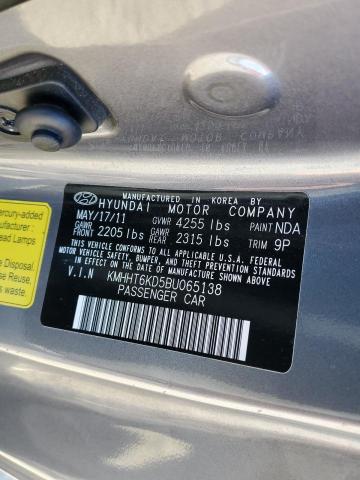 MANUFACTURED IN KOREA BY
HYUNDAI MOTOR COMPANY
MAY/17/11 GVWR 4255 lbs PAINT NDA
GAWR FRONT 2205 lbs GAWR REAR 2315 lbs TRIM 9P
THIS VEHICLE CONFORMS TO ALL APPLICABLE U.S.A FEDERAL
MOTOR VEHICLE SAFETY, BUMPER, AND THEFT PREVENTION
STANDARDS IN EFFECT ON THE DATE OF MANUFACTURE SHOWN ABOVE.
V.I.N KMHHT6KD5BU065138
PASSENGER CAR
ercury-added
anufacturer :
ead Lamps
e Disposal.
se Reuse,
s waste.